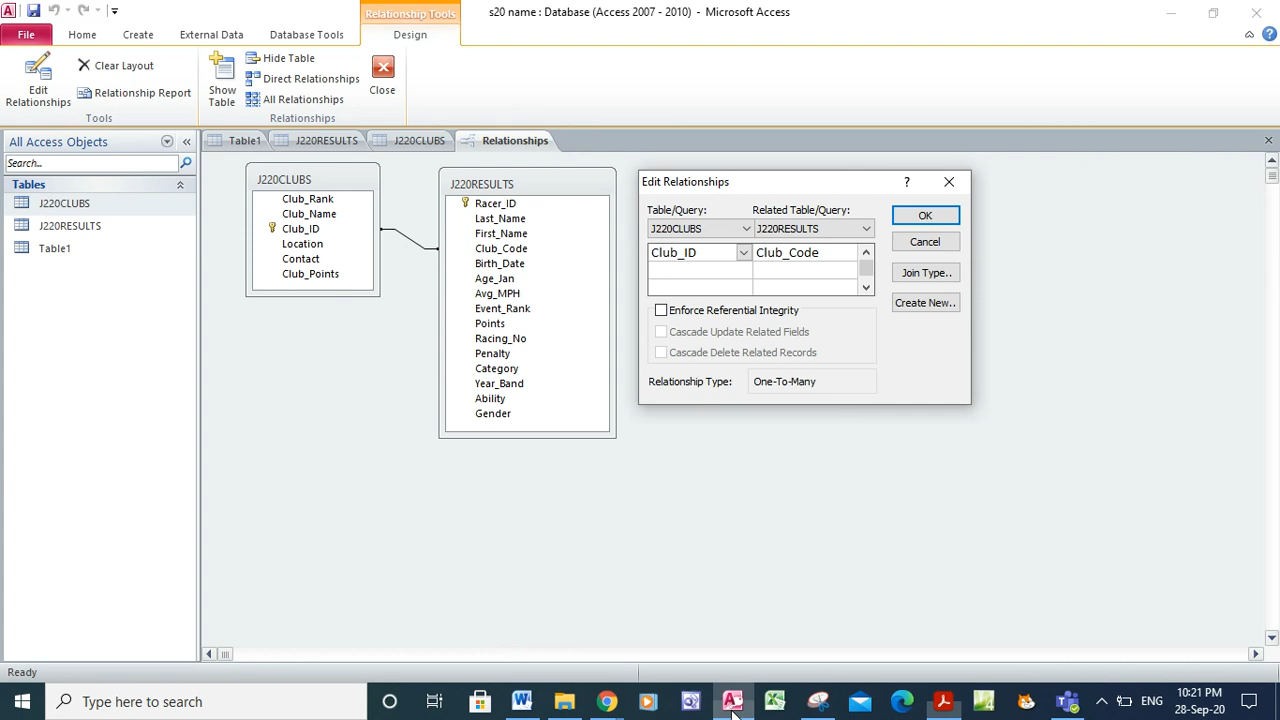 s20 name : Database (Access 2007 - 2010) - Microsoft Access
Relationship Tools
File Home Create External Data Database Tools Design
Edit Relationships
Clear Layout
Relationship Report
Tools
Show Table
Hide Table
Direct Relationships
All Relationships
Relationships
Close
All Access Objects
Search...
Tables
J220CLUBS
J220RESULTS
Table1
Table1 J220RESULTS J220CLUBS Relationships
J220CLUBS
Club_Rank
Club_Name
Club_ID
Location
Contact
Club_Points
J220RESULTS
Racer_ID
Last_Name
First_Name
Club_Code
Birth_Date
Age_Jan
Avg_MPH
Event_Rank
Points
Racing_No
Penalty
Category
Year_Band
Ability
Gender
Edit Relationships
Table/Query: Related Table/Query:
J220CLUBS J220RESULTS
Club_ID Club_Code
Enforce Referential Integrity
Cascade Update Related Fields
Cascade Delete Related Records
Relationship Type: One-To-Many
OK
Cancel
Join Type..
Create New..
Ready
Type here to search
ENG
10:21 PM
28-Sep-20